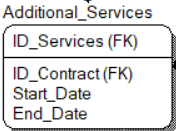 Additional_Services
ID_Services (FK)
ID_Contract (FK)
Start_Date
End_Date